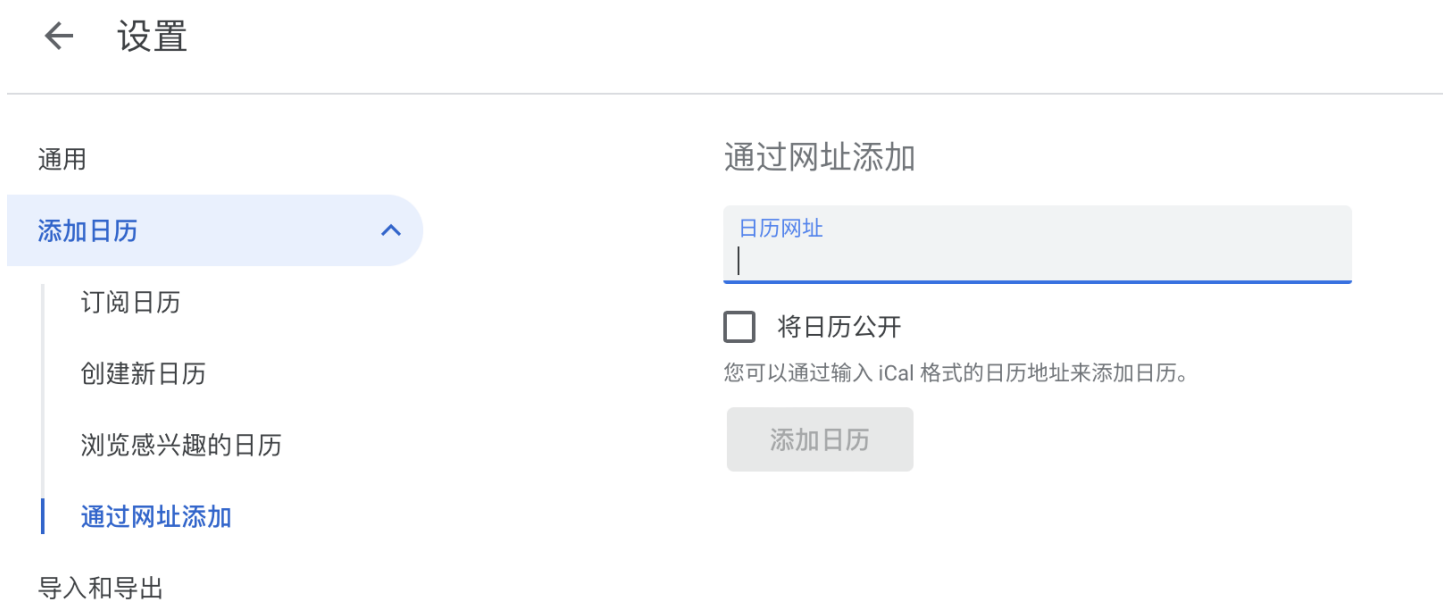 设置
通用
添加日历
订阅日历
创建新日历
浏览感兴趣的日历
通过网址添加
导入和导出
通过网址添加
日历网址
将日历公开
您可以通过输入 iCal 格式的日历地址来添加日历。
添加日历